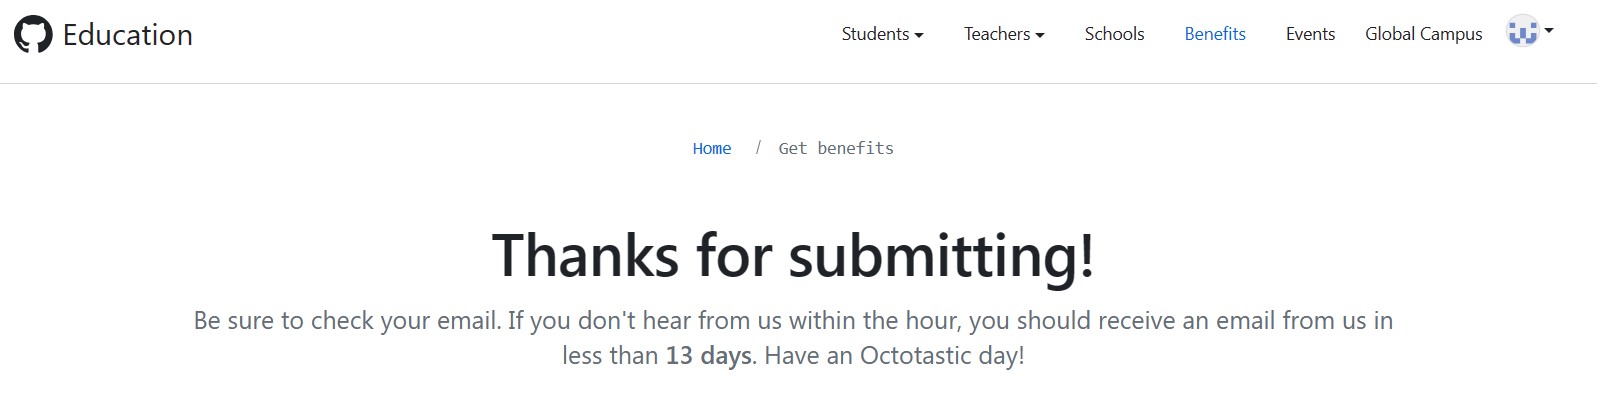 Education
Students Teachers Schools Benefits Events Global Campus
Home / Get benefits
Thanks for submitting!
Be sure to check your email. If you don't hear from us within the hour, you should receive an email from us in
less than 13 days. Have an Octotastic day!